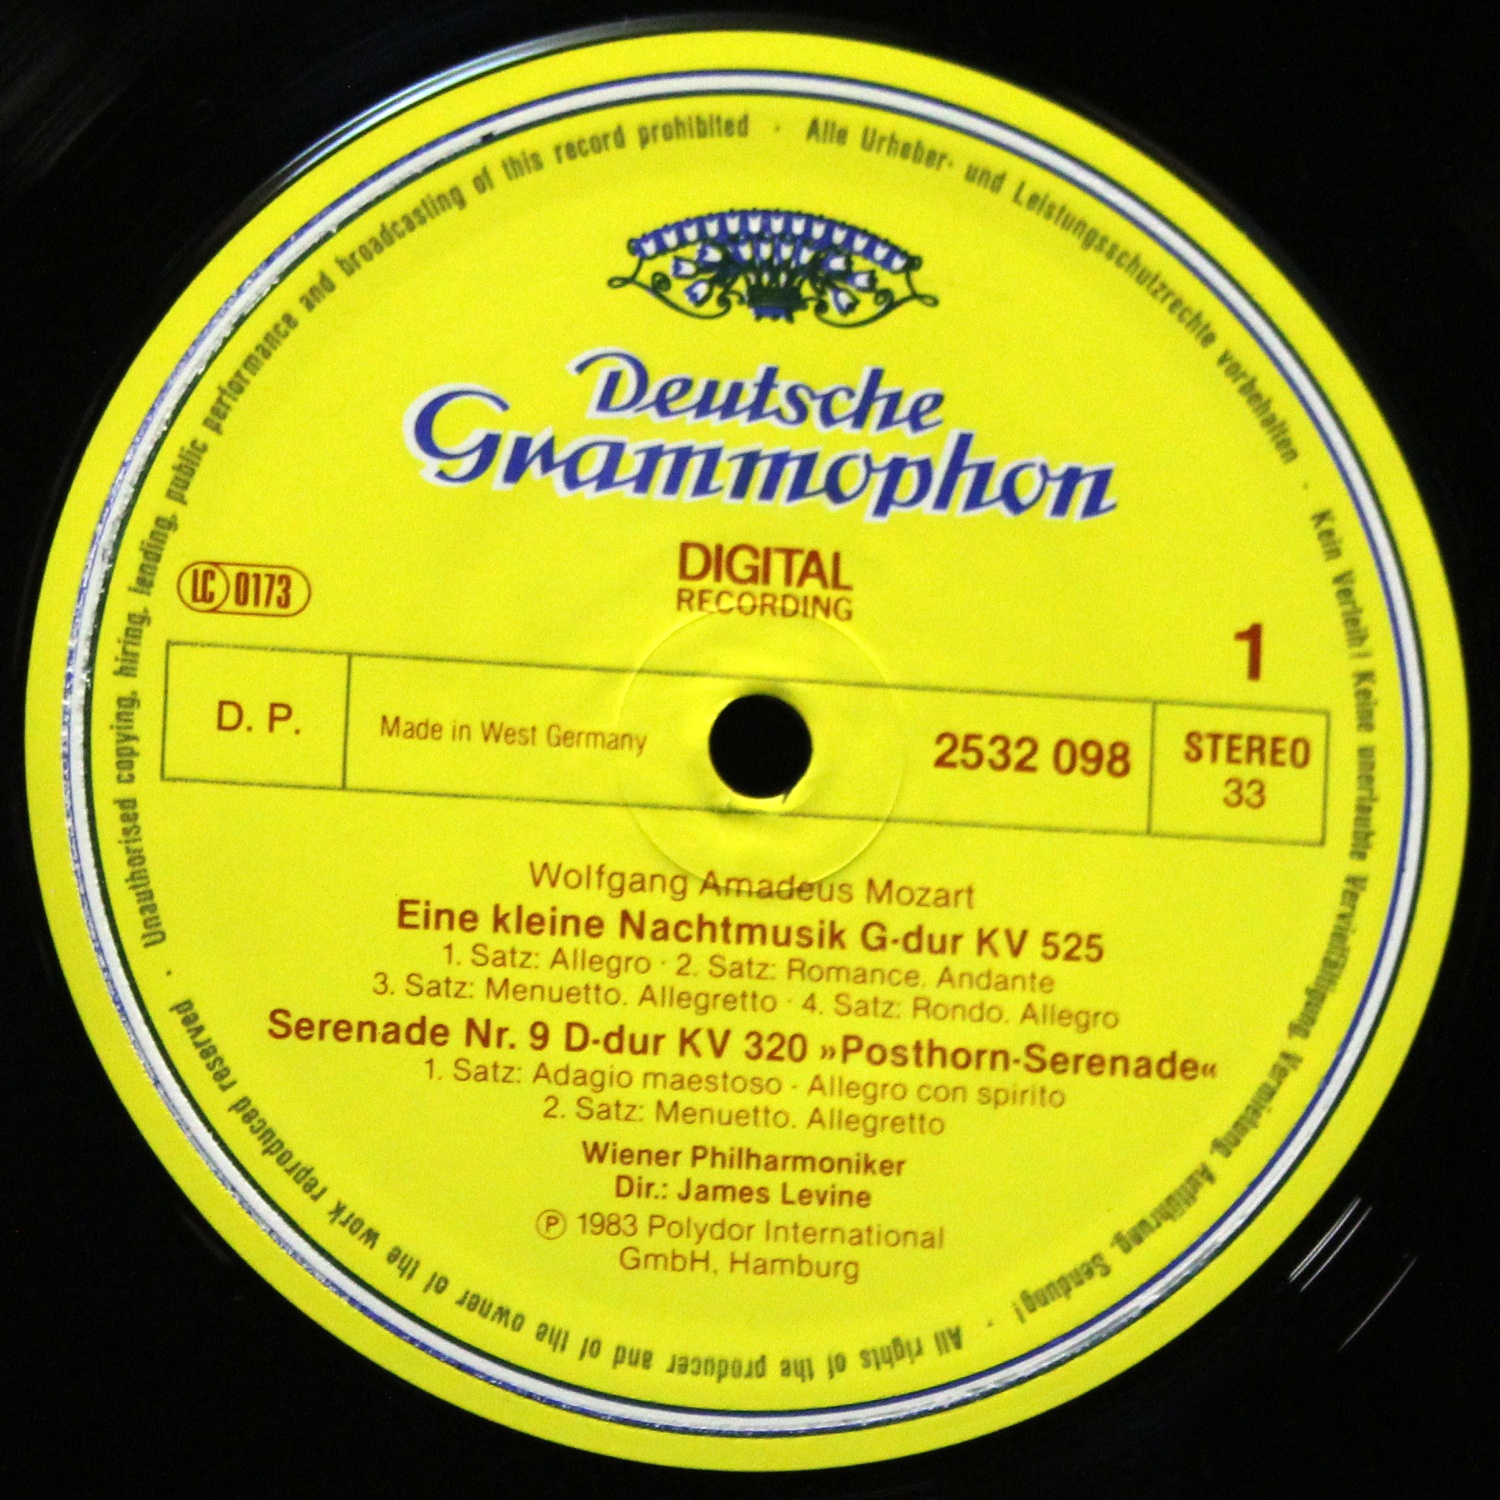 Deutsche
Grammophon
DIGITAL
RECORDING
LC 0173
1
D. P.
Made in West Germany
2532 098
STEREO
33
Wolfgang Amadeus Mozart
Eine kleine Nachtmusik G-dur KV 525
1. Satz: Allegro · 2. Satz: Romance. Andante
3. Satz: Menuetto. Allegretto · 4. Satz: Rondo. Allegro
Serenade Nr. 9 D-dur KV 320 »Posthorn-Serenade«
1. Satz: Adagio maestoso - Allegro con spirito
2. Satz: Menuetto. Allegretto
Wiener Philharmoniker
Dir.: James Levine
Ⓟ 1983 Polydor International
GmbH, Hamburg
Alle Urheber- und Leistungsschutzrechte vorbehalten · Kein Verleih! Keine unerlaubte Vervielfältigung, Vermietung, Aufführung, Sendung! · All rights of the producer and of the owner of the work reproduced reserved · Unauthorised copying, hiring, lending, public performance and broadcasting of this record prohibited ·